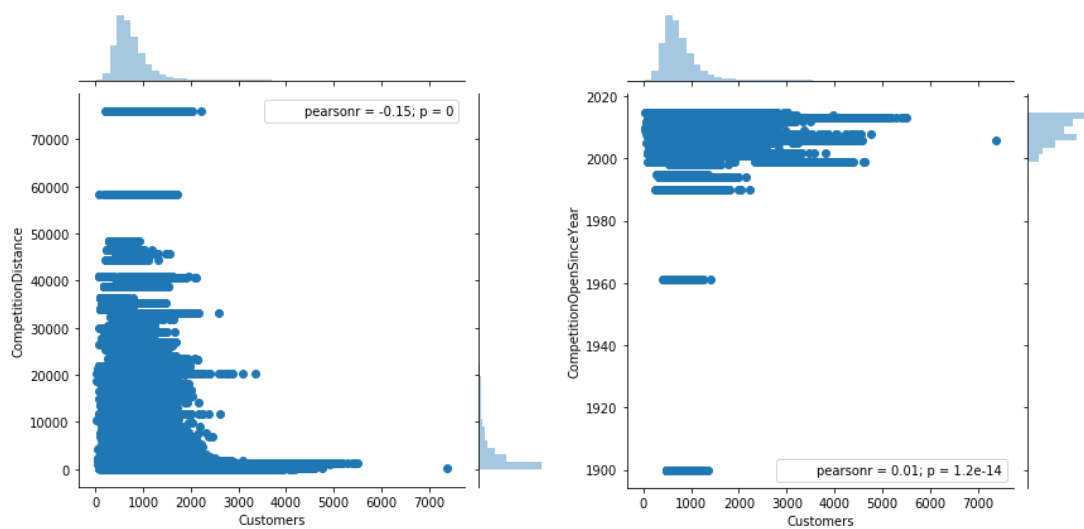 pearsonr = -0.15; p = 0
CompetitionDistance
70000
60000
50000
40000
30000
20000
10000
0
0 1000 2000 3000 4000 5000 6000 7000
Customers
pearsonr = 0.01; p = 1.2e-14
CompetitionOpenSinceYear
2020
2000
1980
1960
1940
1920
1900
0 1000 2000 3000 4000 5000 6000 7000
Customers